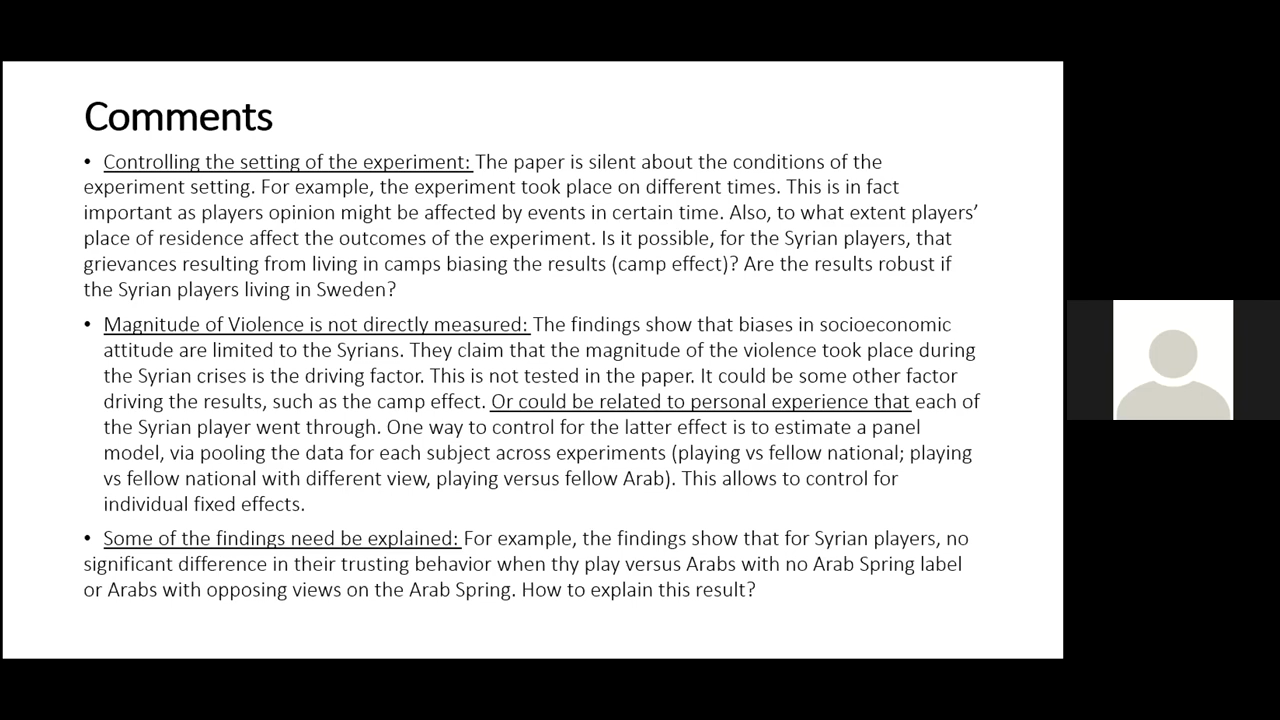 Comments
• Controlling the setting of the experiment: The paper is silent about the conditions of the
experiment setting. For example, the experiment took place on different times. This is in fact
important as players opinion might be affected by events in certain time. Also, to what extent players’
place of residence affect the outcomes of the experiment. Is it possible, for the Syrian players, that
grievances resulting from living in camps biasing the results (camp effect)? Are the results robust if
the Syrian players living in Sweden?
• Magnitude of Violence is not directly measured: The findings show that biases in socioeconomic
attitude are limited to the Syrians. They claim that the magnitude of the violence took place during
the Syrian crises is the driving factor. This is not tested in the paper. It could be some other factor
driving the results, such as the camp effect. Or could be related to personal experience that each of
the Syrian player went through. One way to control for the latter effect is to estimate a panel
model, via pooling the data for each subject across experiments (playing vs fellow national; playing
vs fellow national with different view, playing versus fellow Arab). This allows to control for
individual fixed effects.
• Some of the findings need be explained: For example, the findings show that for Syrian players, no
significant difference in their trusting behavior when thy play versus Arabs with no Arab Spring label
or Arabs with opposing views on the Arab Spring. How to explain this result?